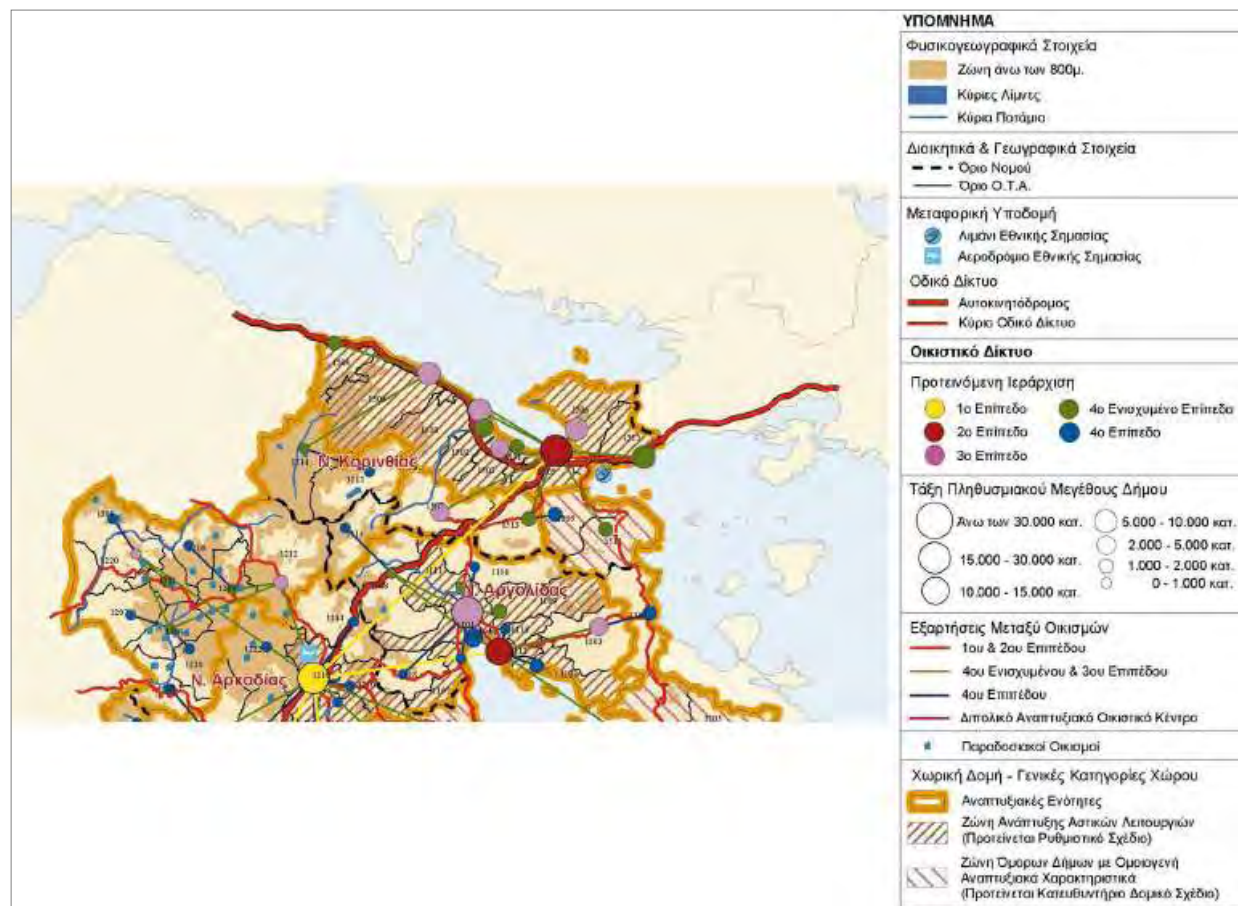 ΥΠΟΜΝΗΜΑ
Φυσικογεωγραφικά Στοιχεία
Ζώνη άνω των 800μ.
Κύριες Λίμνες
Κύρια Ποτάμια
Διοικητικά & Γεωγραφικά Στοιχεία
Όριο Νομού
Όριο Ο.Τ.Α.
Μεταφορική Υποδομή
Λιμάνι Εθνικής Σημασίας
Αεροδρόμιο Εθνικής Σημασίας
Οδικό Δίκτυο
Αυτοκινητόδρομος
Κύριο Οδικό Δίκτυο
Οικιστικό Δίκτυο
Προτεινόμενη Ιεράρχιση
1ο Επίπεδο
4ο Ενισχυμένο Επίπεδο
2ο Επίπεδο
4ο Επίπεδο
3ο Επίπεδο
Τάξη Πληθυσμιακού Μεγέθους Δήμου
Άνω των 30.000 κατ.
5.000 - 10.000 κατ.
15.000 - 30.000 κατ.
2.000 - 5.000 κατ.
1.000 - 2.000 κατ.
10.000 - 15.000 κατ.
0 - 1.000 κατ.
Εξαρτήσεις Μεταξύ Οικισμών
1ου & 2ου Επιπέδου
4ου Ενισχυμένου & 3ου Επιπέδου
4ου Επιπέδου
Διπολικό Αναπτυξιακό Οικιστικό Κέντρο
Παραδοσιακοί Οικισμοί
Χωρική Δομή - Γενικές Κατηγορίες Χώρου
Αναπτυξιακές Ενότητες
Ζώνη Ανάπτυξης Αστικών Λειτουργιών
(Προτείνεται Ρυθμιστικό Σχέδιο)
Ζώνη Όμορων Δήμων με Ομοιογενή
Αναπτυξιακά Χαρακτηριστικά
(Προτείνεται Κατευθυντήριο Δομικό Σχέδιο)
Ν. Κορινθίας
Ν. Αργολίδας
Ν. Αρκαδίας